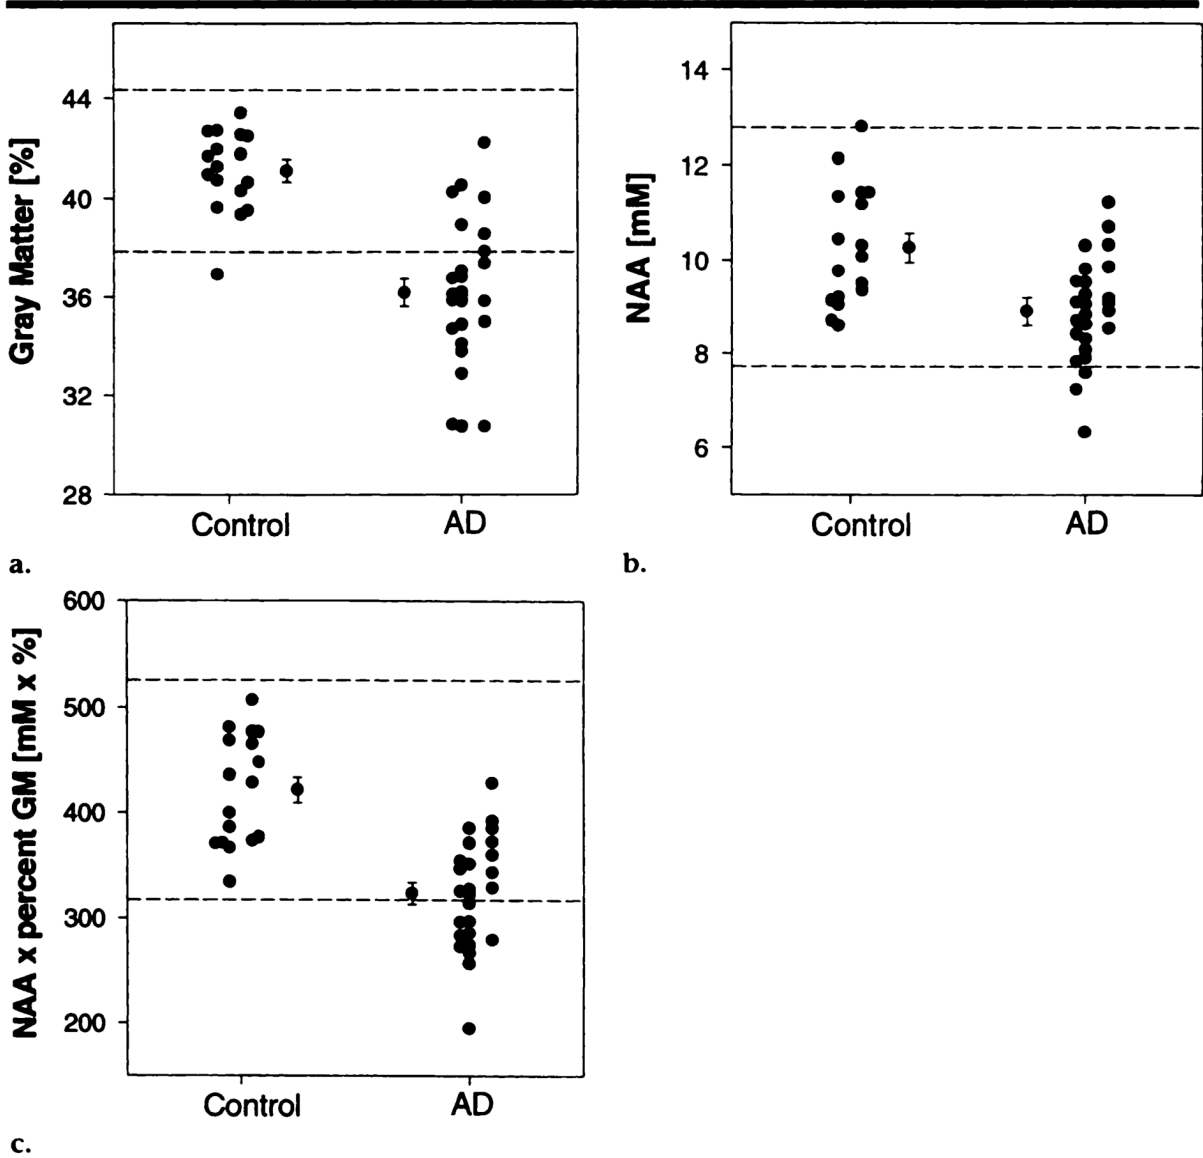 Gray Matter [%]
44
40
36
32
28
Control AD
a.
NAA [mM]
14
12
10
8
6
Control AD
b.
NAA x percent GM [mM x %]
600
500
400
300
200
Control AD
c.